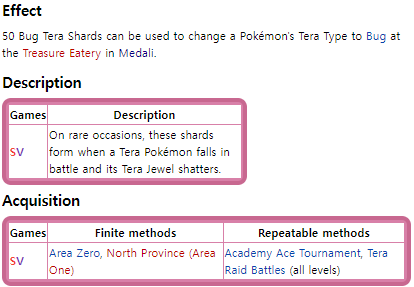 Effect
50 Bug Tera Shards can be used to change a Pokémon's Tera Type to Bug at
the Treasure Eatery in Medali.
Description
Games Description
On rare occasions, these shards
SV form when a Tera Pokémon falls in
battle and its Tera Jewel shatters.
Acquisition
Games Finite methods Repeatable methods
SV Area Zero, North Province (Area Academy Ace Tournament, Tera
One) Raid Battles (all levels)